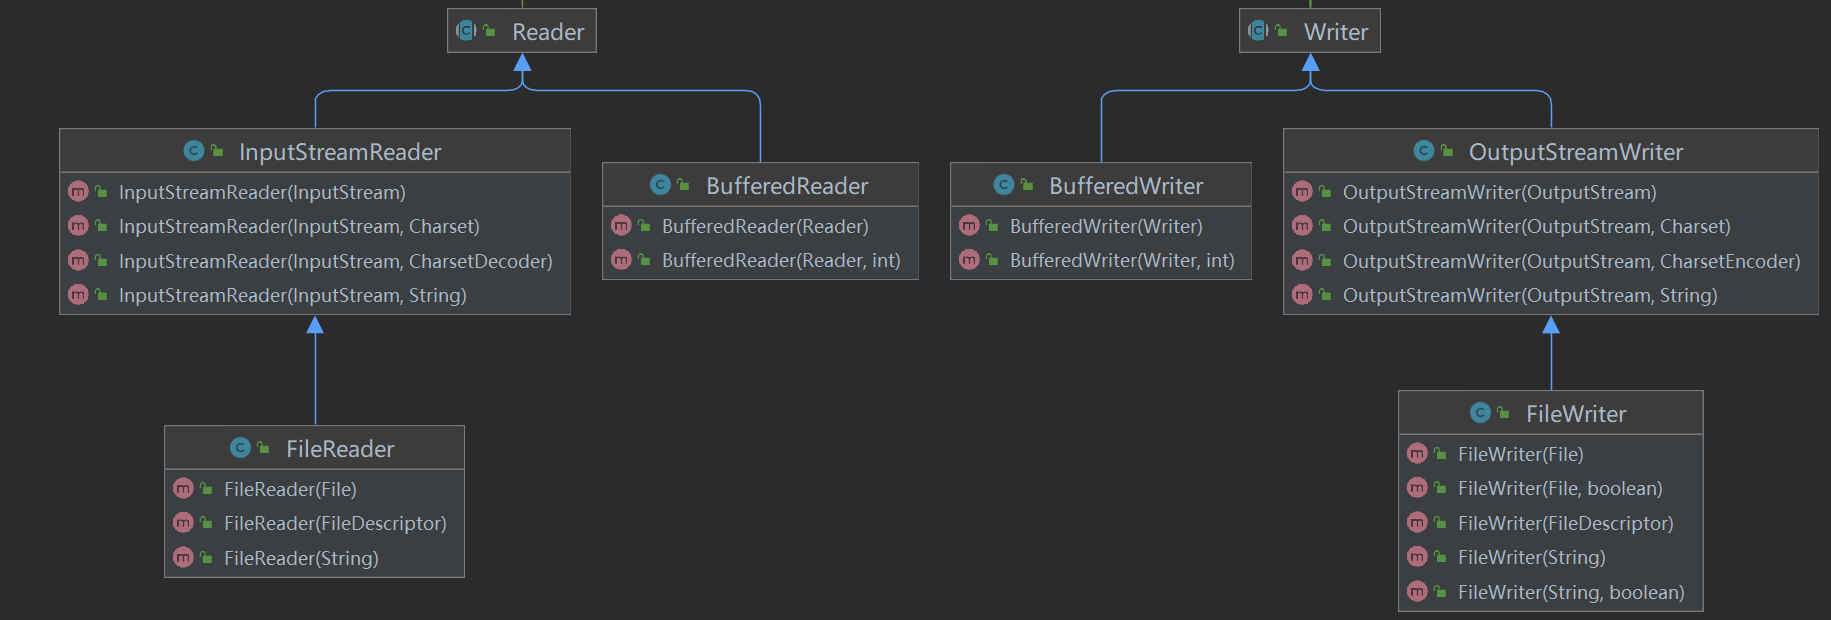 Reader
Writer
InputStreamReader
InputStreamReader(InputStream)
InputStreamReader(InputStream, Charset)
InputStreamReader(InputStream, CharsetDecoder)
InputStreamReader(InputStream, String)
BufferedReader
BufferedReader(Reader)
BufferedReader(Reader, int)
BufferedWriter
BufferedWriter(Writer)
BufferedWriter(Writer, int)
OutputStreamWriter
OutputStreamWriter(OutputStream)
OutputStreamWriter(OutputStream, Charset)
OutputStreamWriter(OutputStream, CharsetEncoder)
OutputStreamWriter(OutputStream, String)
FileReader
FileReader(File)
FileReader(FileDescriptor)
FileReader(String)
FileWriter
FileWriter(File)
FileWriter(File, boolean)
FileWriter(FileDescriptor)
FileWriter(String)
FileWriter(String, boolean)